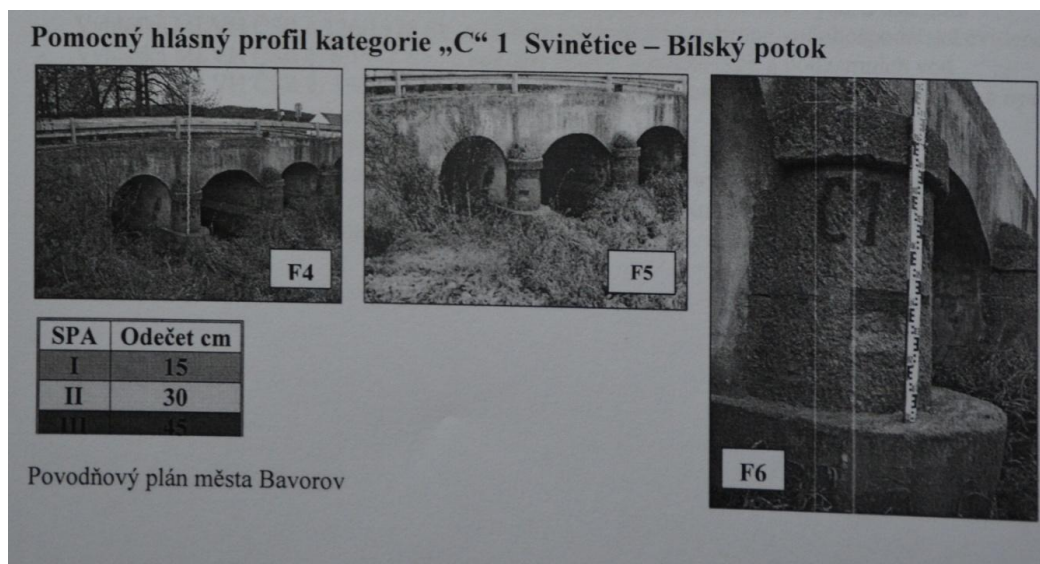 Pomocný hlásný profil kategorie „C“ 1 Svinětice – Bílský potok
F4
F5
F6
SPA Odečet cm
I 15
II 30
III 45
Povodňový plán města Bavorov
C1